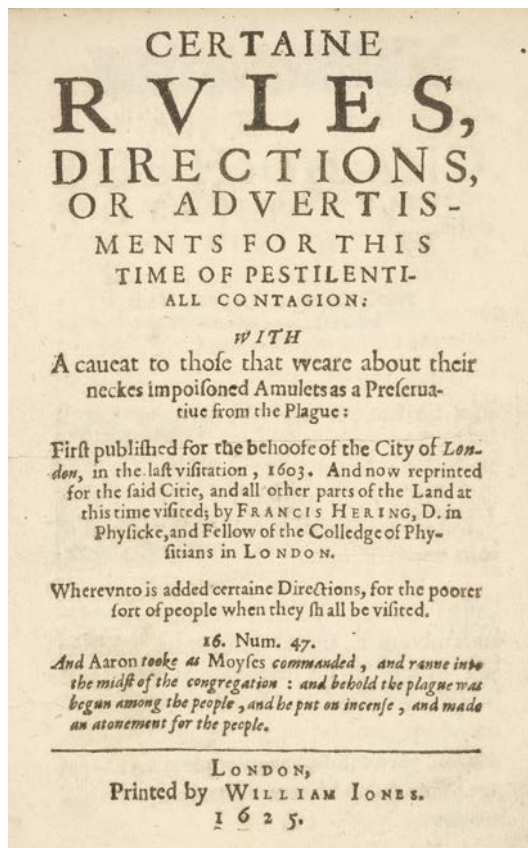 CERTAINE
RVLES,
DIRECTIONS,
OR ADVERTIS-
MENTS FOR THIS
TIME OF PESTILENTI-
ALL CONTAGION:
WITH
A caueat to thoſe that weare about their
neckes impoiſoned Amulets as a Preſerua-
tiue from the Plague:
Firſt publiſhed for the behoofe of the City of Lon-
don, in the laſt viſitation, 1603. And now reprinted
for the ſaid Citie, and all other parts of the Land at
this time viſited; by FRANCIS HERING, D. in
Phyſicke, and Fellow of the Colledge of Phy-
ſitians in LONDON.
Wherevnto is added certaine Directions, for the poorer
ſort of people when they ſhall be viſited.
16. Num. 47.
And Aaron tooke as Moyſes commanded, and ranne into
the midſt of the congregation: and behold the plague was
begun among the people, and he put on incenſe, and made
an atonement for the people.
LONDON,
Printed by WILLIAM IONES.
1625.